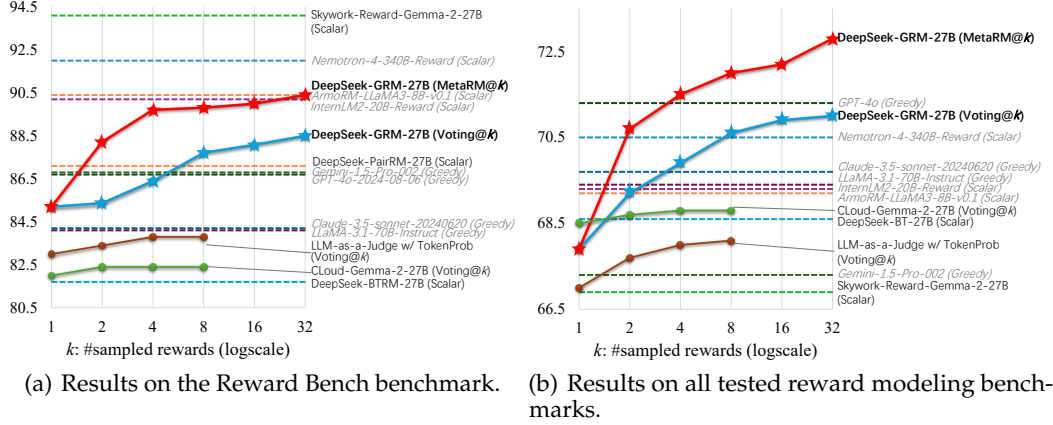 94.5
92.5
90.5
88.5
86.5
84.5
82.5
80.5
Skywork-Reward-Gemma-2-27B
(Scalar)
Nemotron-4-340B-Reward (Scalar)
DeepSeek-GRM-27B (MetaRM@k)
ArmoRM-LLaMA3-8B-v0.1 (Scalar)
InternLM2-20B-Reward (Scalar)
DeepSeek-GRM-27B (Voting@k)
DeepSeek-PairRM-27B (Scalar)
Gemini-1.5-Pro-002 (Greedy)
GPT-4o-2024-08-06 (Greedy)
Claude-3.5-sonnet-20240620 (Greedy)
LLaMA-3.1-70B-Instruct (Greedy)
LLM-as-a-Judge w/ TokenProb
(Voting@k)
CLoud-Gemma-2-27B (Voting@k)
DeepSeek-BTRM-27B (Scalar)
1 2 4 8 16 32
k: #sampled rewards (logscale)
(a) Results on the Reward Bench benchmark.
72.5
70.5
68.5
66.5
DeepSeek-GRM-27B (MetaRM@k)
GPT-4o (Greedy)
DeepSeek-GRM-27B (Voting@k)
Nemotron-4-340B-Reward (Scalar)
Claude-3.5-sonnet-20240620 (Greedy)
LLaMA-3.1-70B-Instruct (Greedy)
InternLM2-20B-Reward (Scalar)
ArmoRM-LLaMA3-8B-v0.1 (Scalar)
CLoud-Gemma-2-27B (Voting@k)
DeepSeek-BT-27B (Scalar)
LLM-as-a-Judge w/ TokenProb
(Voting@k)
Gemini-1.5-Pro-002 (Greedy)
Skywork-Reward-Gemma-2-27B
(Scalar)
1 2 4 8 16 32
k: #sampled rewards (logscale)
(b) Results on all tested reward modeling bench-
marks.